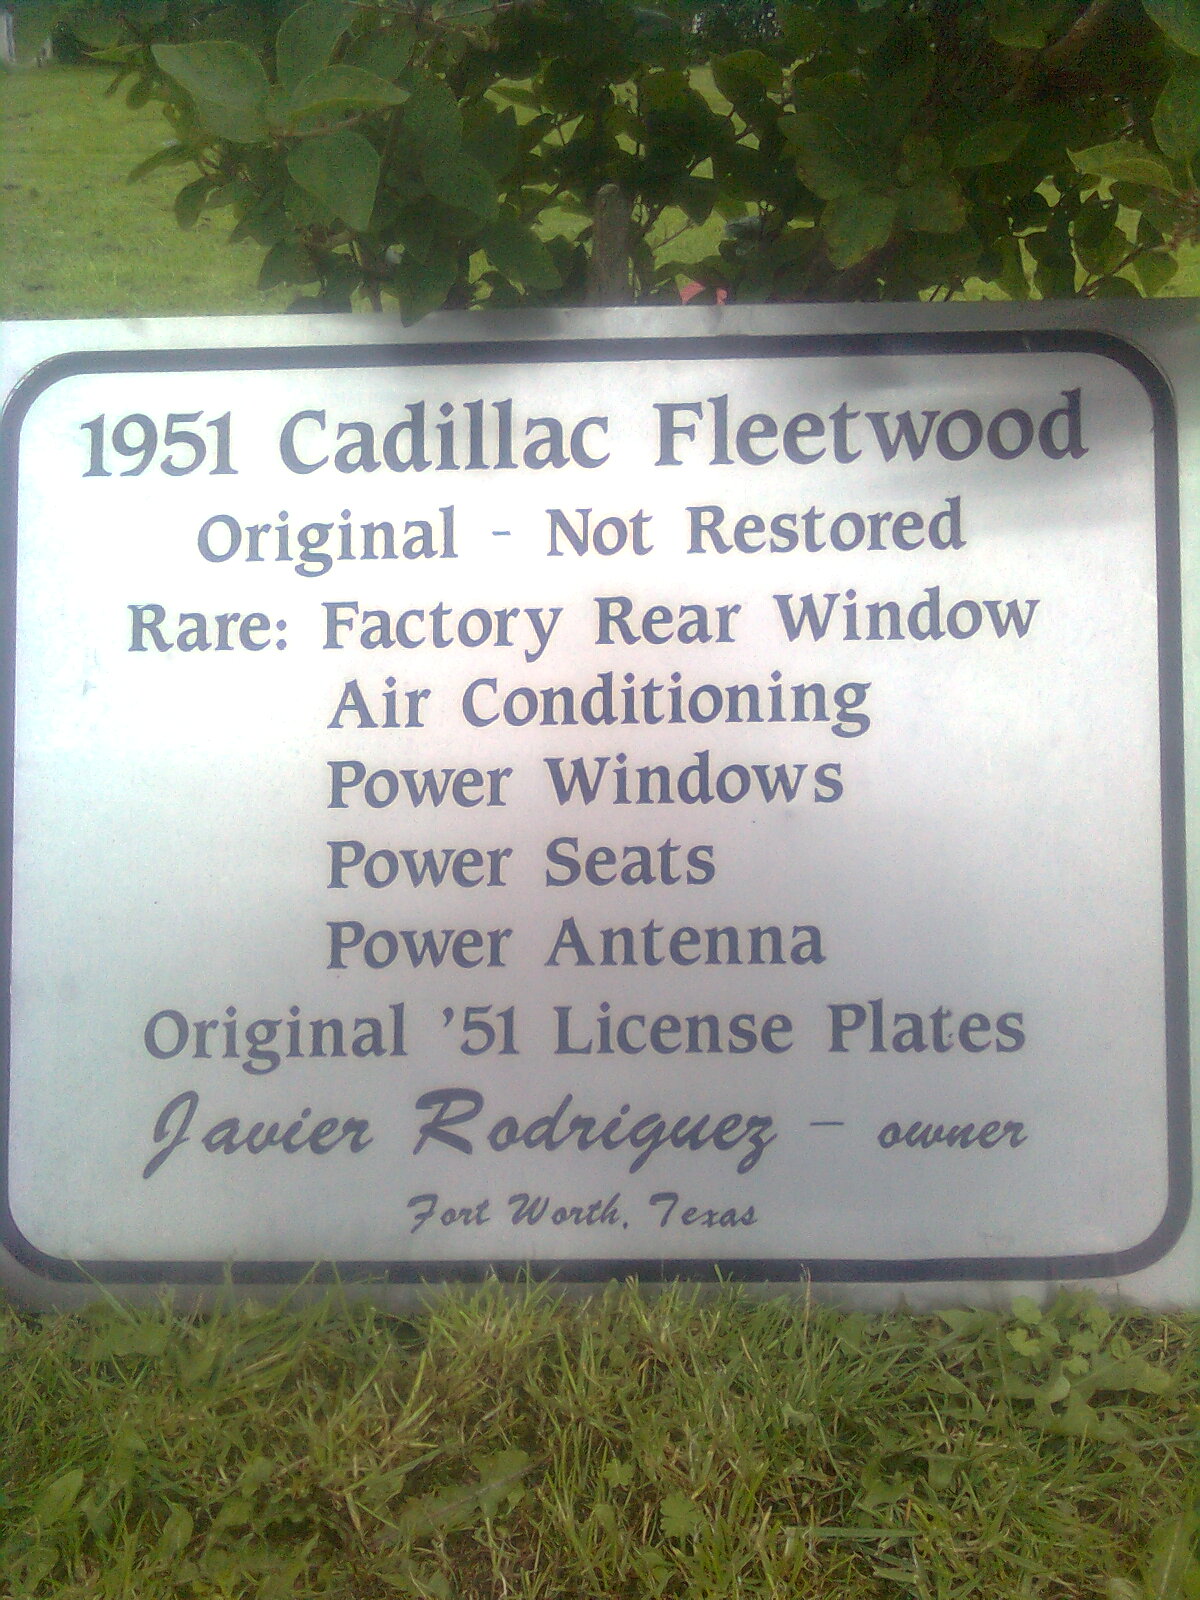 1951 Cadillac Fleetwood
Original - Not Restored
Rare: Factory Rear Window
Air Conditioning
Power Windows
Power Seats
Power Antenna
Original '51 License Plates
Javier Rodriguez – owner
Fort Worth, Texas